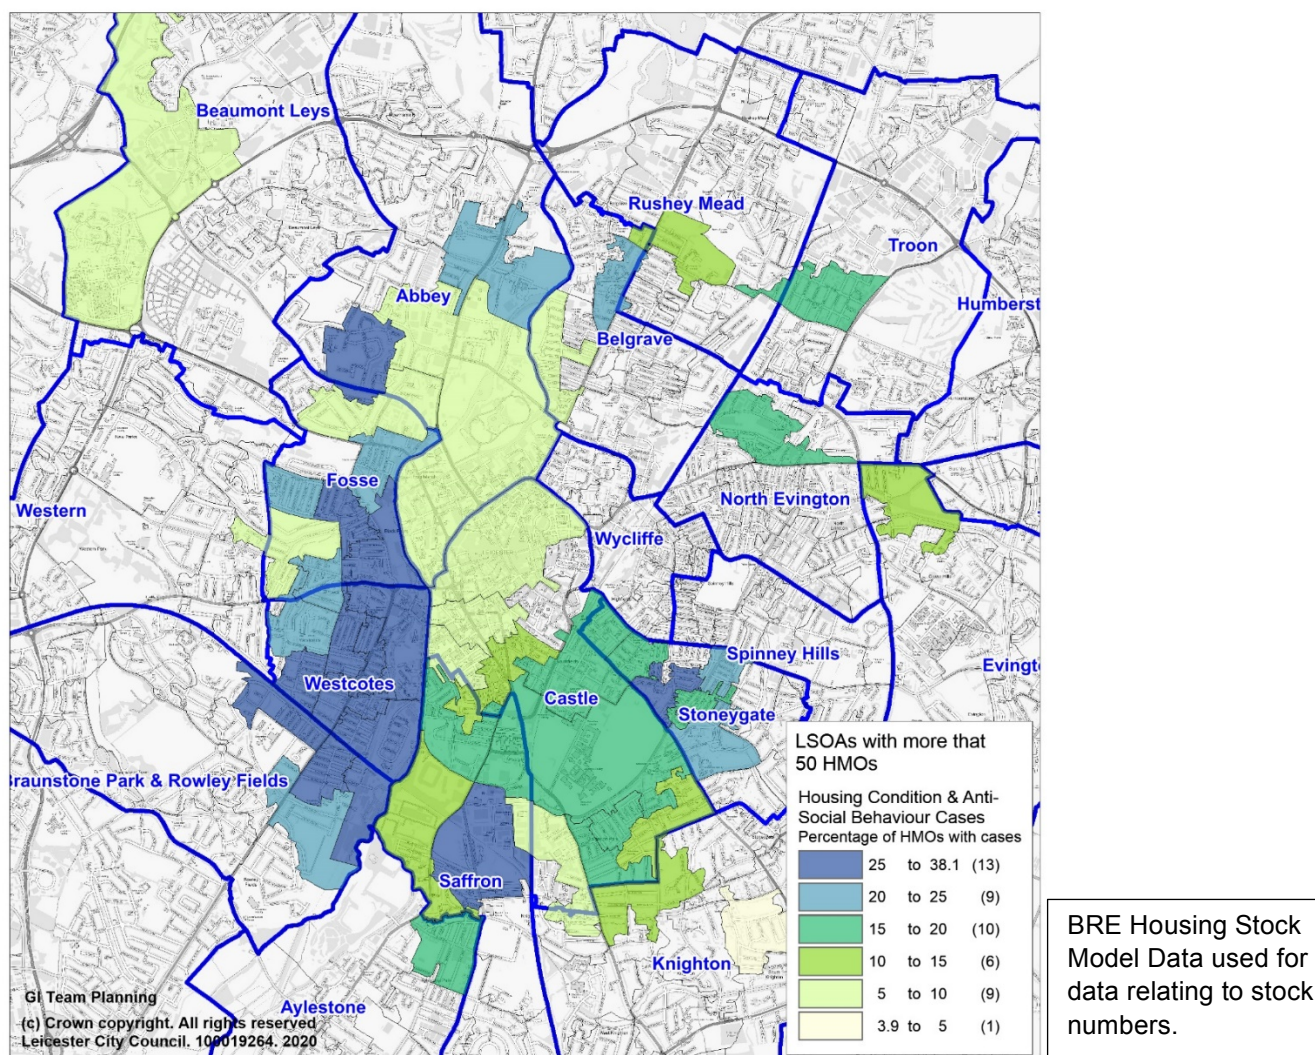 Beaumont Leys
Rushey Mead
Troon
Abbey
Humberst
Belgrave
Fosse
Western
North Evington
Wycliffe
Spinney Hills
Evingt
Westcotes
Castle
Stoneygate
raunstone Park & Rowley Fields
Saffron
Knighton
Aylestone
LSOAs with more that
50 HMOs
Housing Condition & Anti-
Social Behaviour Cases
Percentage of HMOs with cases
25 to 38.1 (13)
20 to 25 (9)
15 to 20 (10)
10 to 15 (6)
5 to 10 (9)
3.9 to 5 (1)
GI Team Planning
(c) Crown copyright. All rights reserved
Leicester City Council. 100019264. 2020
BRE Housing Stock
Model Data used for
data relating to stock
numbers.